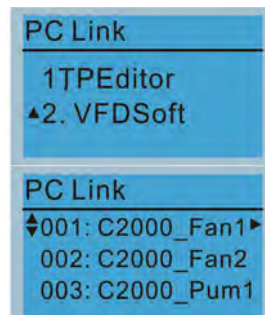 PC Link
1TPEditor
▲2. VFDSoft
PC Link
001: C2000_Fan1►
002: C2000_Fan2
003: C2000_Pum1